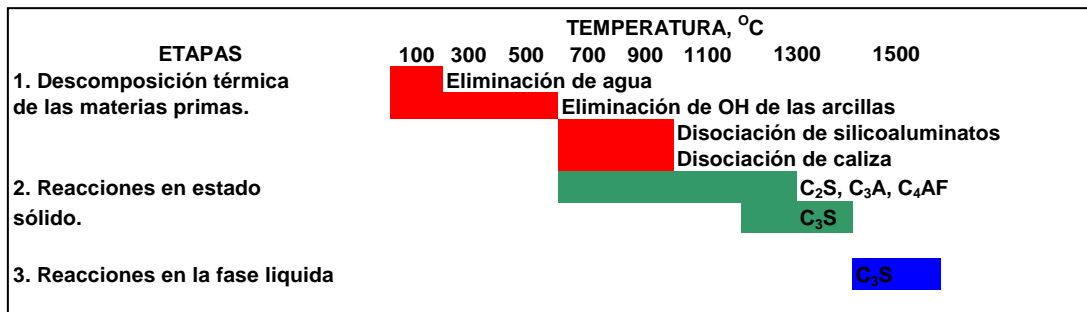 TEMPERATURA, ᴼC
ETAPAS 100 300 500 700 900 1100 1300 1500
1. Descomposición térmica Eliminación de agua
de las materias primas. Eliminación de OH de las arcillas
Disociación de silicoaluminatos
Disociación de caliza
2. Reacciones en estado C₂S, C₃A, C₄AF
sólido. C₃S
3. Reacciones en la fase liquida C₃S